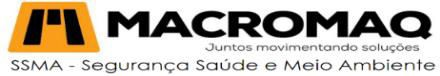 MACROMAQ
Juntos movimentando soluções
SSMA - Segurança Saúde e Meio Ambiente